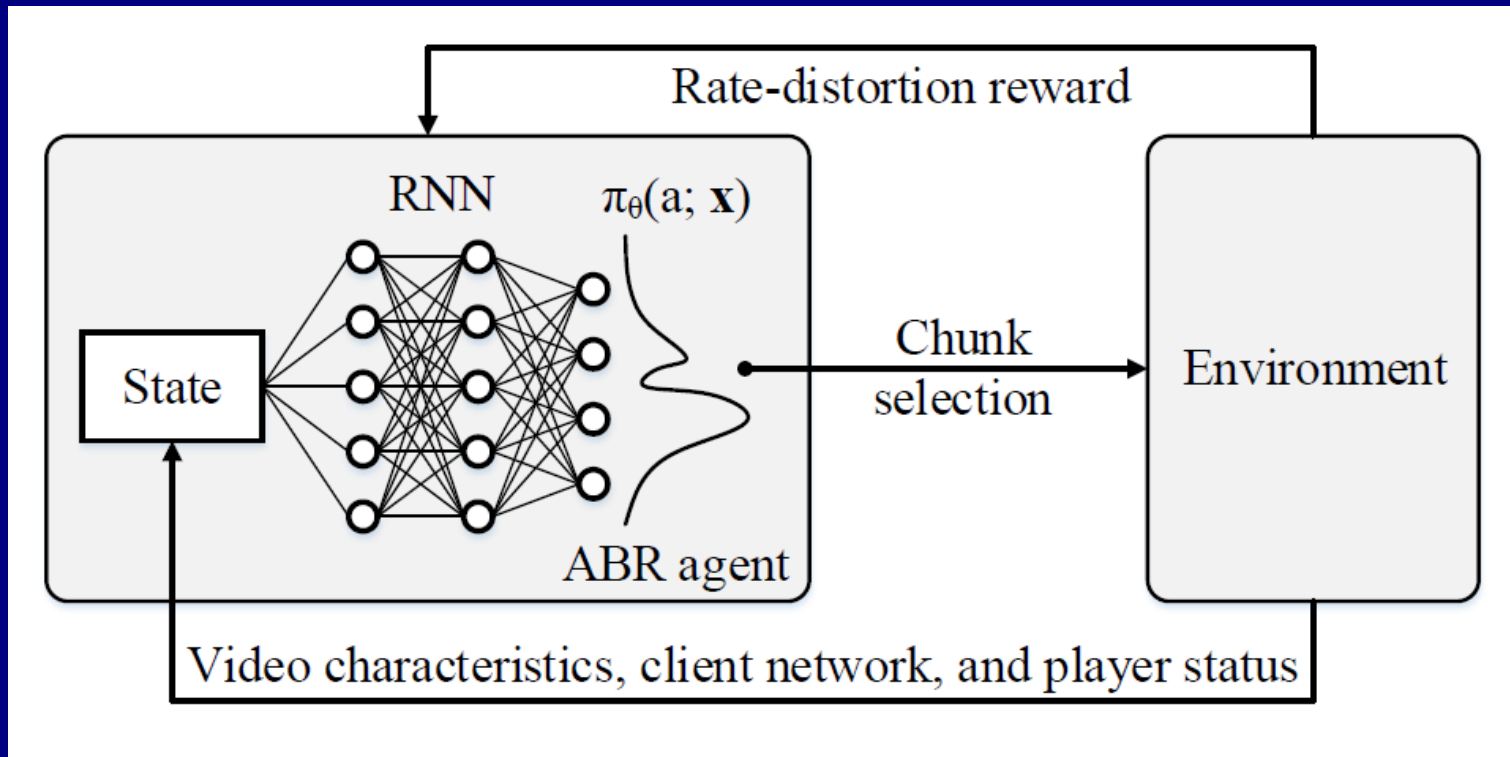 Rate-distortion reward
RNN
πθ(a; x)
State
Chunk
selection
Environment
ABR agent
Video characteristics, client network, and player status